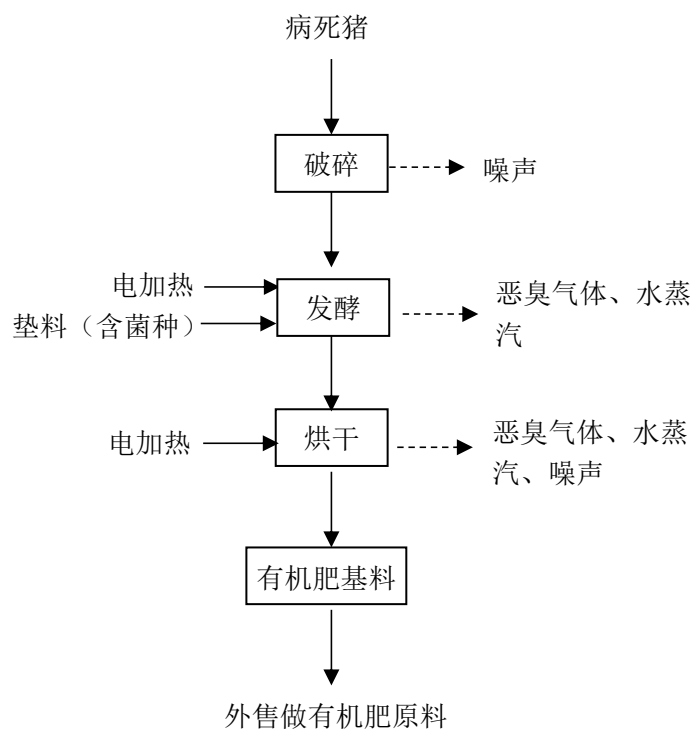 病死猪
破碎
噪声
电加热
垫料（含菌种）
发酵
恶臭气体、水蒸
汽
电加热
烘干
恶臭气体、水蒸
汽、噪声
有机肥基料
外售做有机肥原料